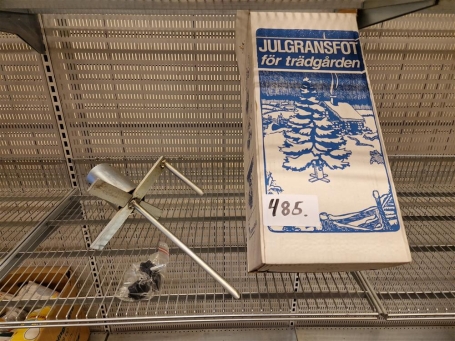 JULGRANSFOT
för trädgården
485.